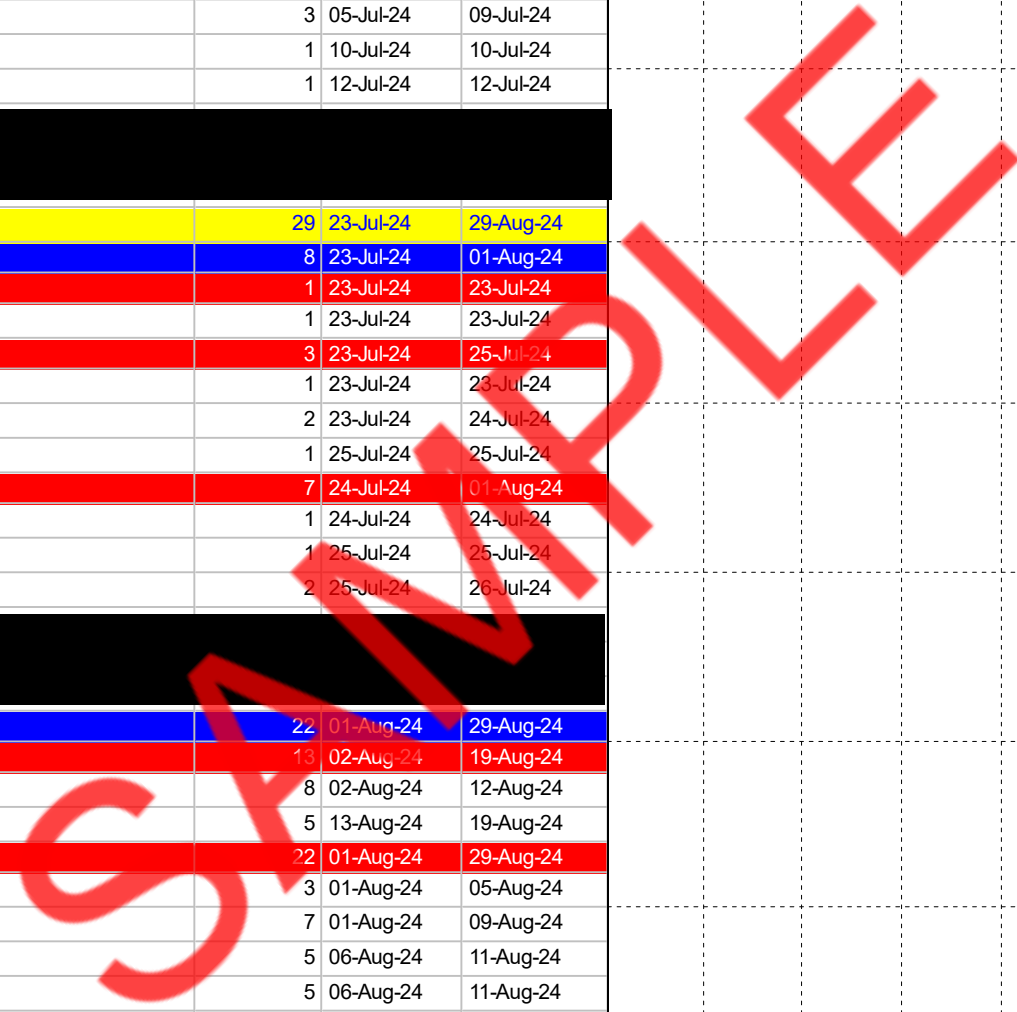 3 05-Jul-24 09-Jul-24
1 10-Jul-24 10-Jul-24
1 12-Jul-24 12-Jul-24
29 23-Jul-24 29-Aug-24
8 23-Jul-24 01-Aug-24
1 23-Jul-24 23-Jul-24
1 23-Jul-24 23-Jul-24
3 23-Jul-24 25-Jul-24
1 23-Jul-24 23-Jul-24
2 23-Jul-24 24-Jul-24
1 25-Jul-24 25-Jul-24
7 24-Jul-24 01-Aug-24
1 24-Jul-24 24-Jul-24
1 25-Jul-24 25-Jul-24
2 25-Jul-24 26-Jul-24
22 01-Aug-24 29-Aug-24
13 02-Aug-24 19-Aug-24
8 02-Aug-24 12-Aug-24
5 13-Aug-24 19-Aug-24
22 01-Aug-24 29-Aug-24
3 01-Aug-24 05-Aug-24
7 01-Aug-24 09-Aug-24
5 06-Aug-24 11-Aug-24
5 06-Aug-24 11-Aug-24
SAMPLE